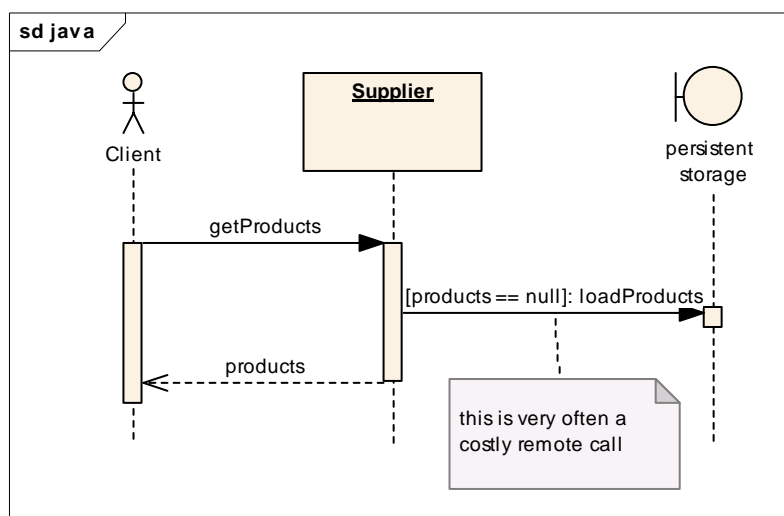 sd java
Supplier
Client
persistent
storage
getProducts
[products == null]: loadProducts
products
this is very often a
costly remote call